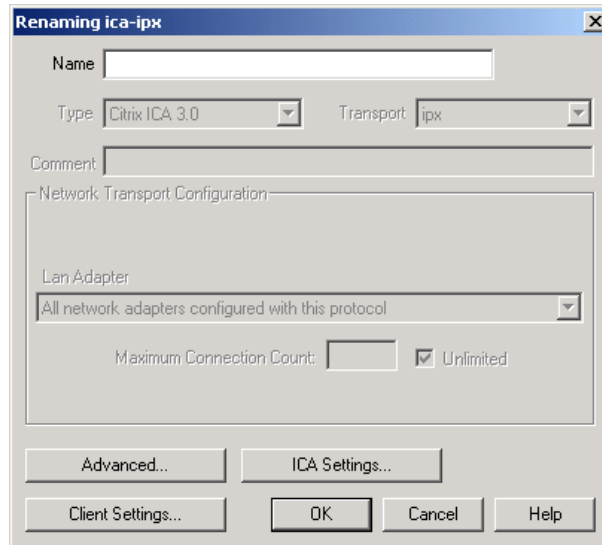 Renaming ica-ipx
Name
Type Citrix ICA 3.0 Transport ipx
Comment
Network Transport Configuration
Lan Adapter
All network adapters configured with this protocol
Maximum Connection Count: Unlimited
Advanced... ICA Settings...
Client Settings... OK Cancel Help